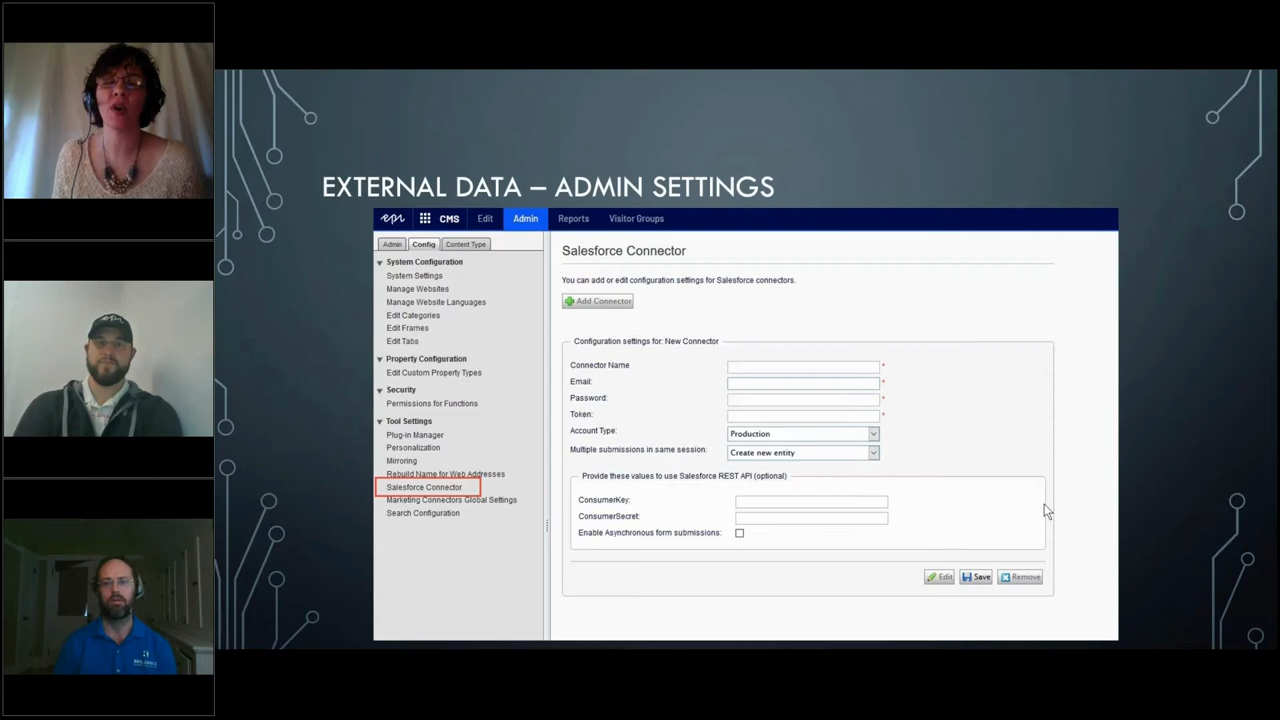 EXTERNAL DATA – ADMIN SETTINGS
epi CMS Edit Admin Reports Visitor Groups
Admin Config Content Type
System Configuration
System Settings
Manage Websites
Manage Website Languages
Edit Categories
Edit Frames
Edit Tabs
Property Configuration
Edit Custom Property Types
Security
Permissions for Functions
Tool Settings
Plug-in Manager
Personalization
Mirroring
Rebuild Name for Web Addresses
Salesforce Connector
Marketing Connectors Global Settings
Search Configuration
Salesforce Connector
You can add or edit configuration settings for Salesforce connectors.
Add Connector
Configuration settings for: New Connector
Connector Name *
Email: *
Password: *
Token: *
Account Type: Production
Multiple submissions in same session: Create new entity
Provide these values to use Salesforce REST API (optional)
ConsumerKey:
ConsumerSecret:
Enable Asynchronous form submissions:
Edit Save Remove